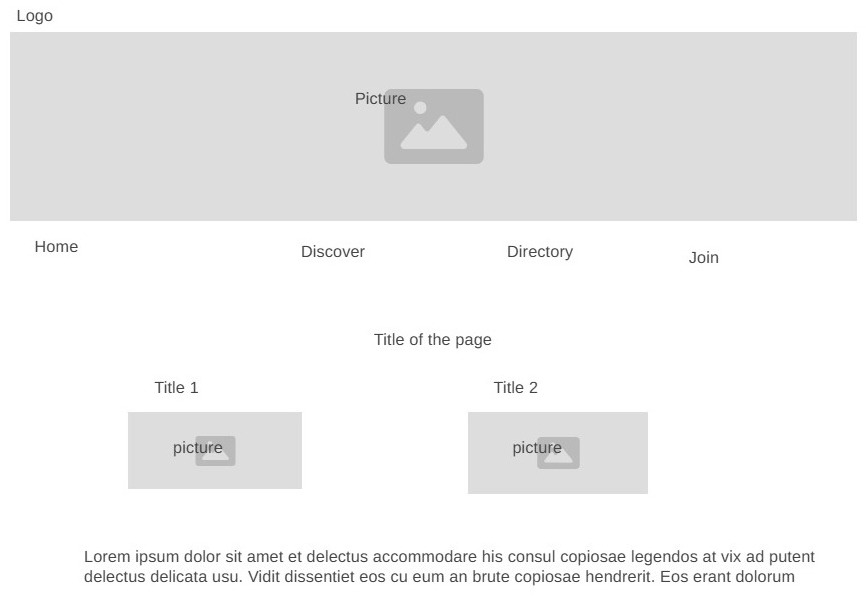 Logo
Picture
Home
Discover
Directory
Join
Title of the page
Title 1
Title 2
picture
picture
Lorem ipsum dolor sit amet et delectus accommodare his consul copiosae legendos at vix ad putent
delectus delicata usu. Vidit dissentiet eos cu eum an brute copiosae hendrerit. Eos erant dolorum